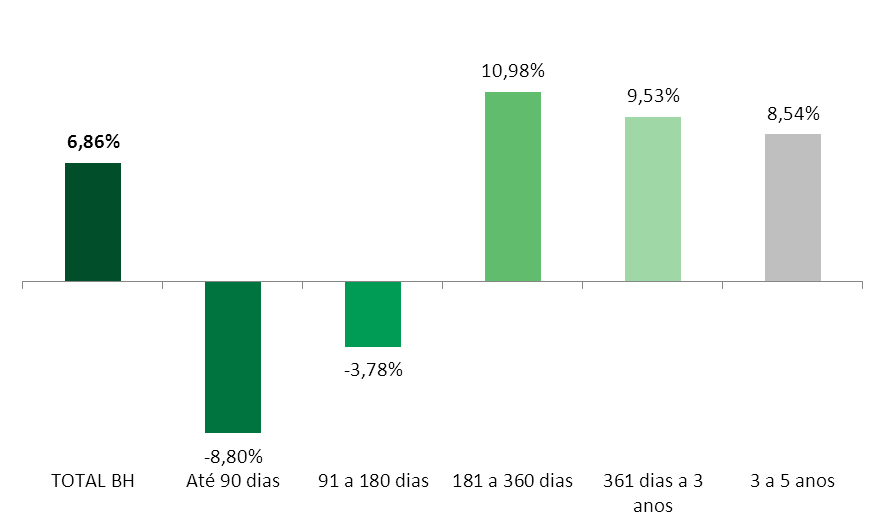 10,98%
9,53%
8,54%
6,86%
-3,78%
-8,80%
TOTAL BH
Até 90 dias
91 a 180 dias
181 a 360 dias
361 dias a 3
anos
3 a 5 anos